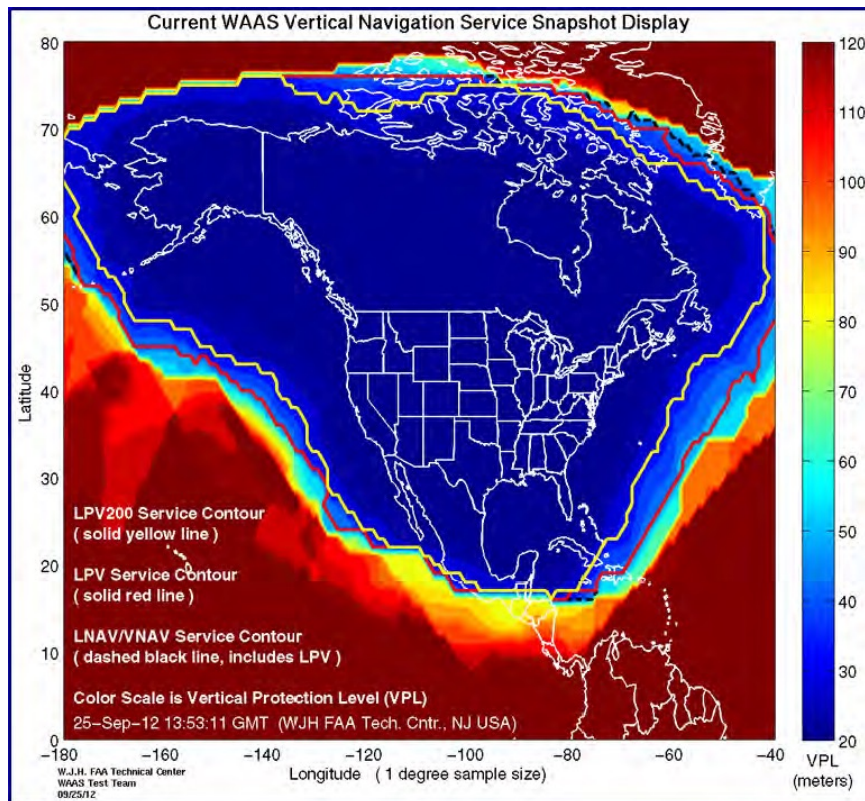 Current WAAS Vertical Navigation Service Snapshot Display
80
70
60
50
40
30
20
10
0
Latitude
LPV200 Service Contour
( solid yellow line )
LPV Service Contour
( solid red line )
LNAV/VNAV Service Contour
( dashed black line, includes LPV )
Color Scale is Vertical Protection Level (VPL)
25-Sep-12 13:53:11 GMT (WJH FAA Tech. Cntr., NJ USA)
-180 -160 -140 -120 -100 -80 -60 -40
Longitude ( 1 degree sample size)
W.J.H. FAA Technical Center
WAAS Test Team
09/25/12
120
110
100
90
80
70
60
50
40
30
20
VPL
(meters)